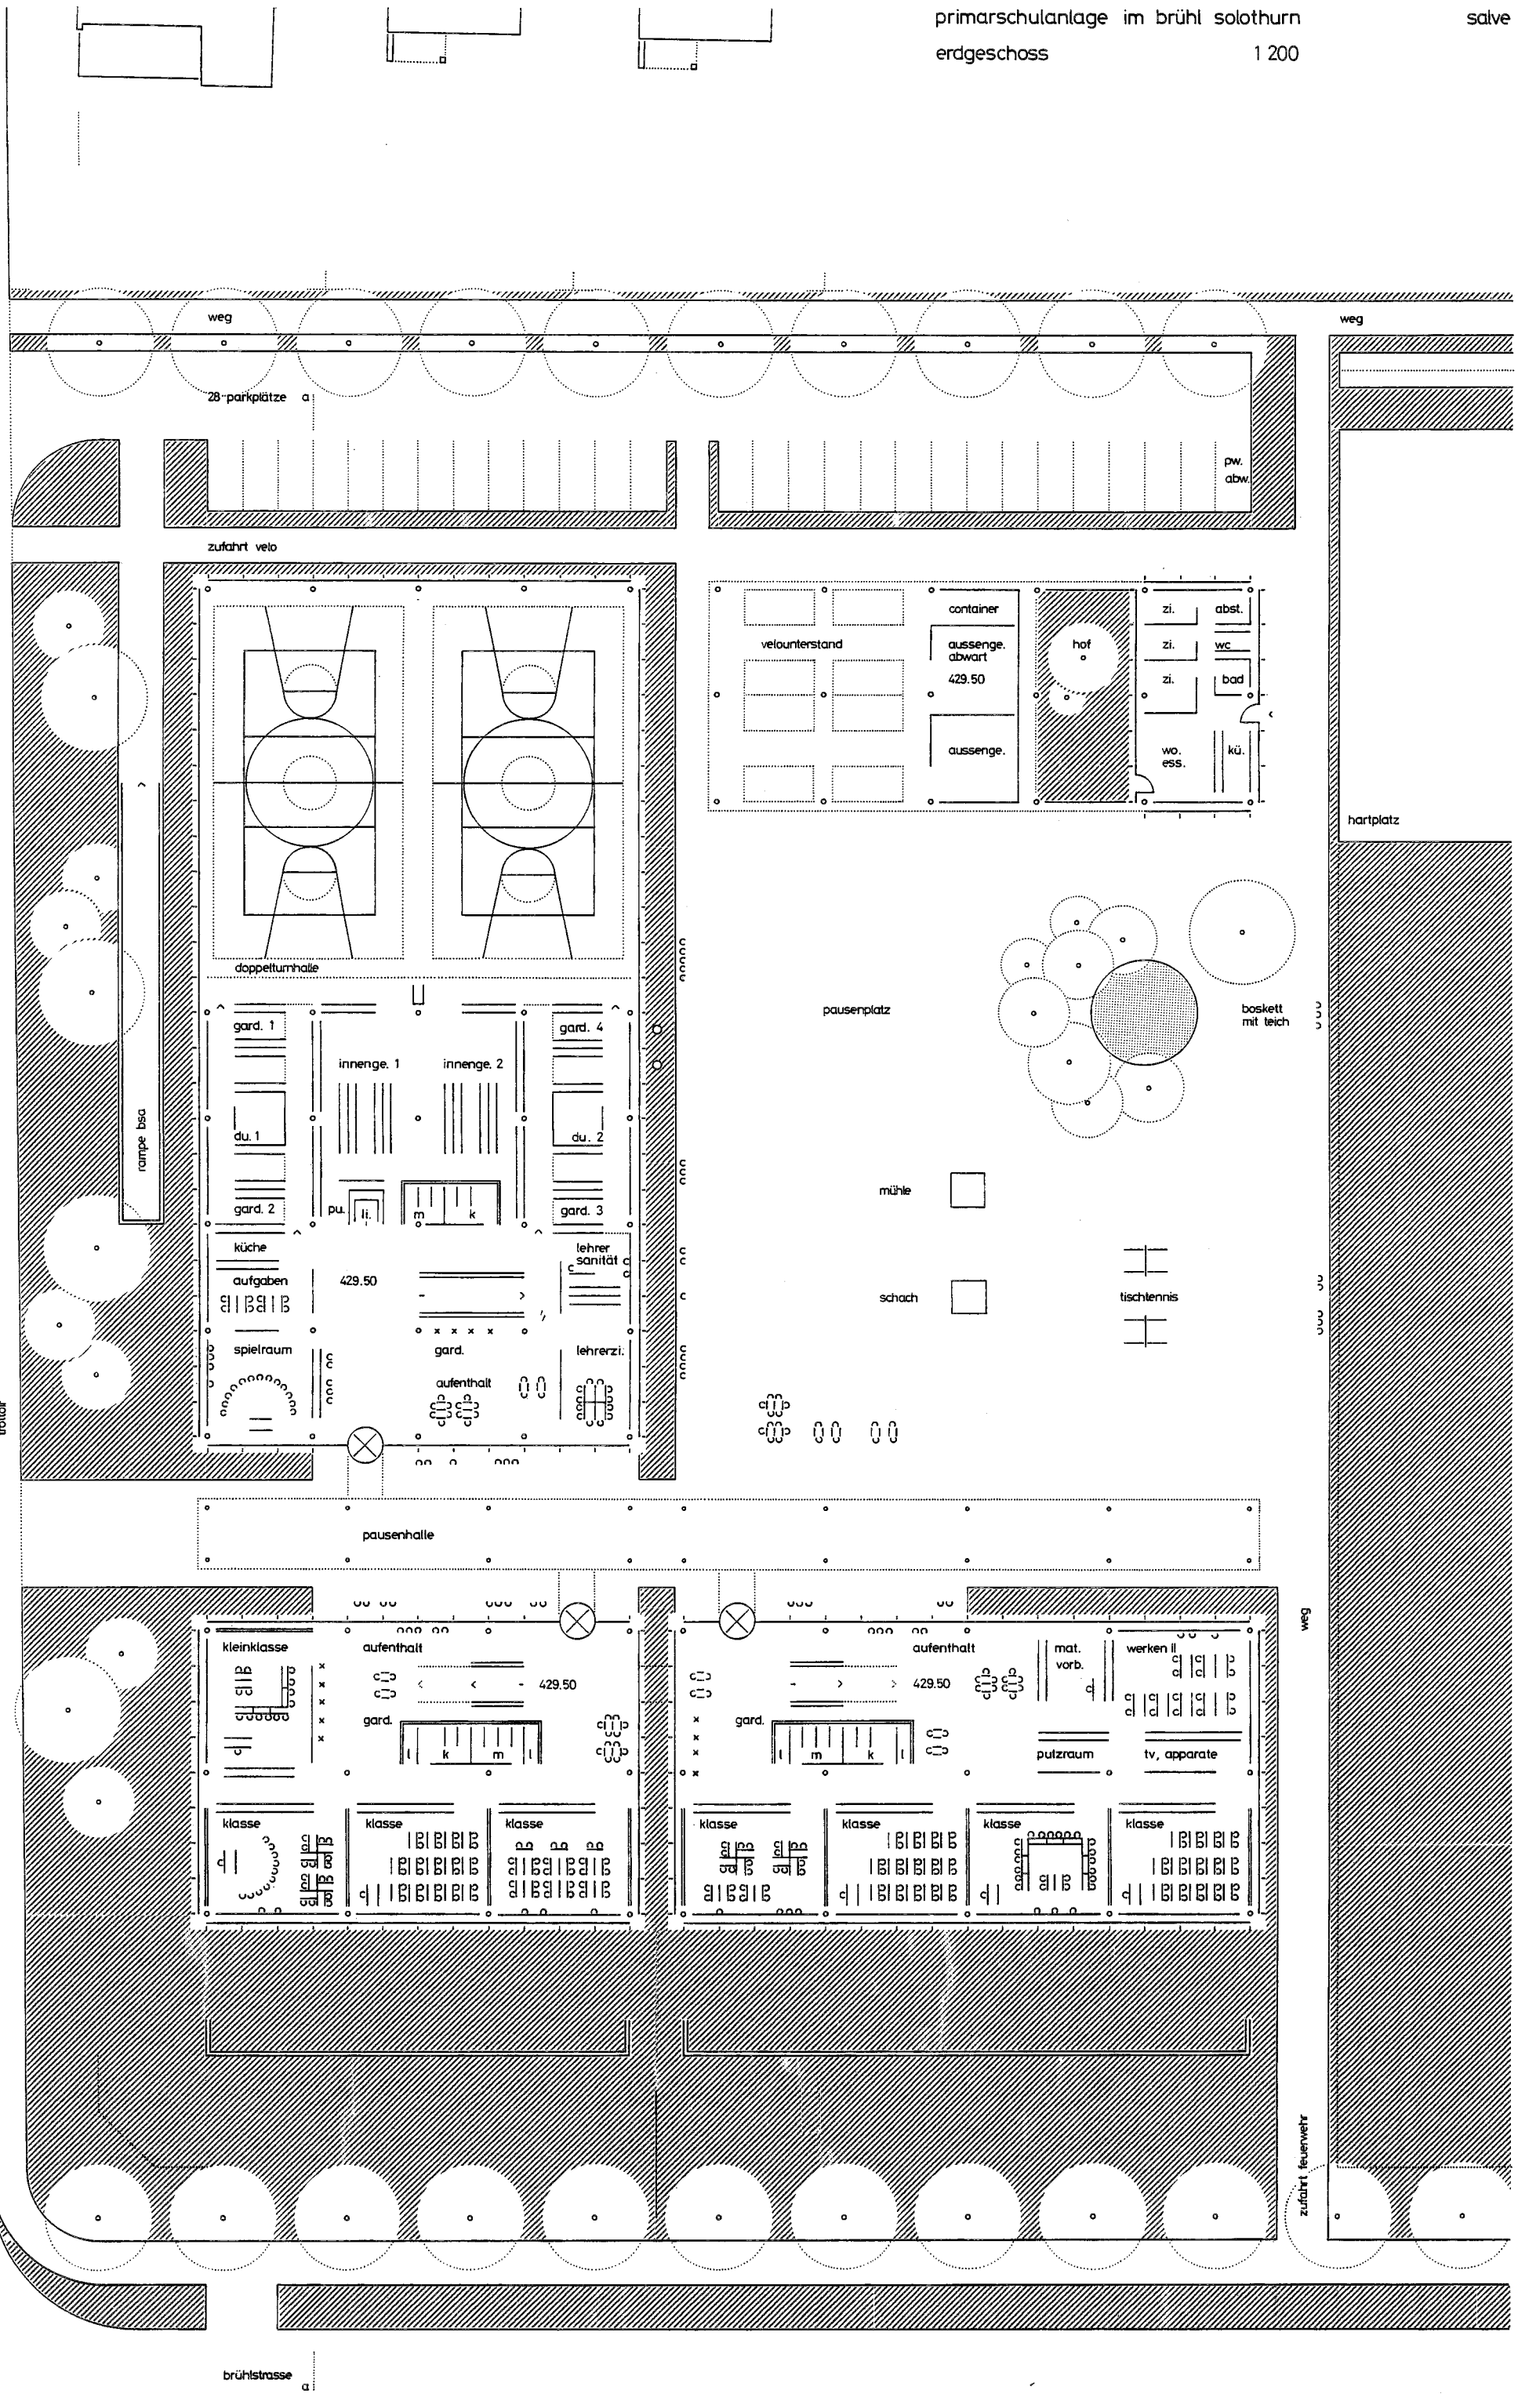 primarschulanlage im brühl solothurn
salve
erdgeschoss
1 200
weg
weg
28 parkplätze
a
pw.
abw.
zufahrt velo
container
aussenge.
abwart
429.50
aussenge.
velounterstand
hof
zi.
abst.
zi.
wc
zi.
bad
wo.
ess.
kü.
hartplatz
doppelturnhalle
gard. 1
gard. 4
innenge. 1
innenge. 2
du. 1
du. 2
gard. 2
pu.
li.
m
k
gard. 3
rampe bsa
pausenplatz
boskett
mit teich
mühle
schach
tischtennis
küche
aufgaben
429.50
lehrer
sanität
spielraum
gard.
aufenthalt
lehrerzi.
trottoir
pausenhalle
weg
kleinklasse
aufenthalt
429.50
gard.
l
k
m
l
aufenthalt
429.50
gard.
l
m
k
l
mat.
vorb.
werken II
putzraum
tv, apparate
klasse
klasse
klasse
klasse
klasse
klasse
klasse
zufahrt feuerwehr
brühlstrasse
a